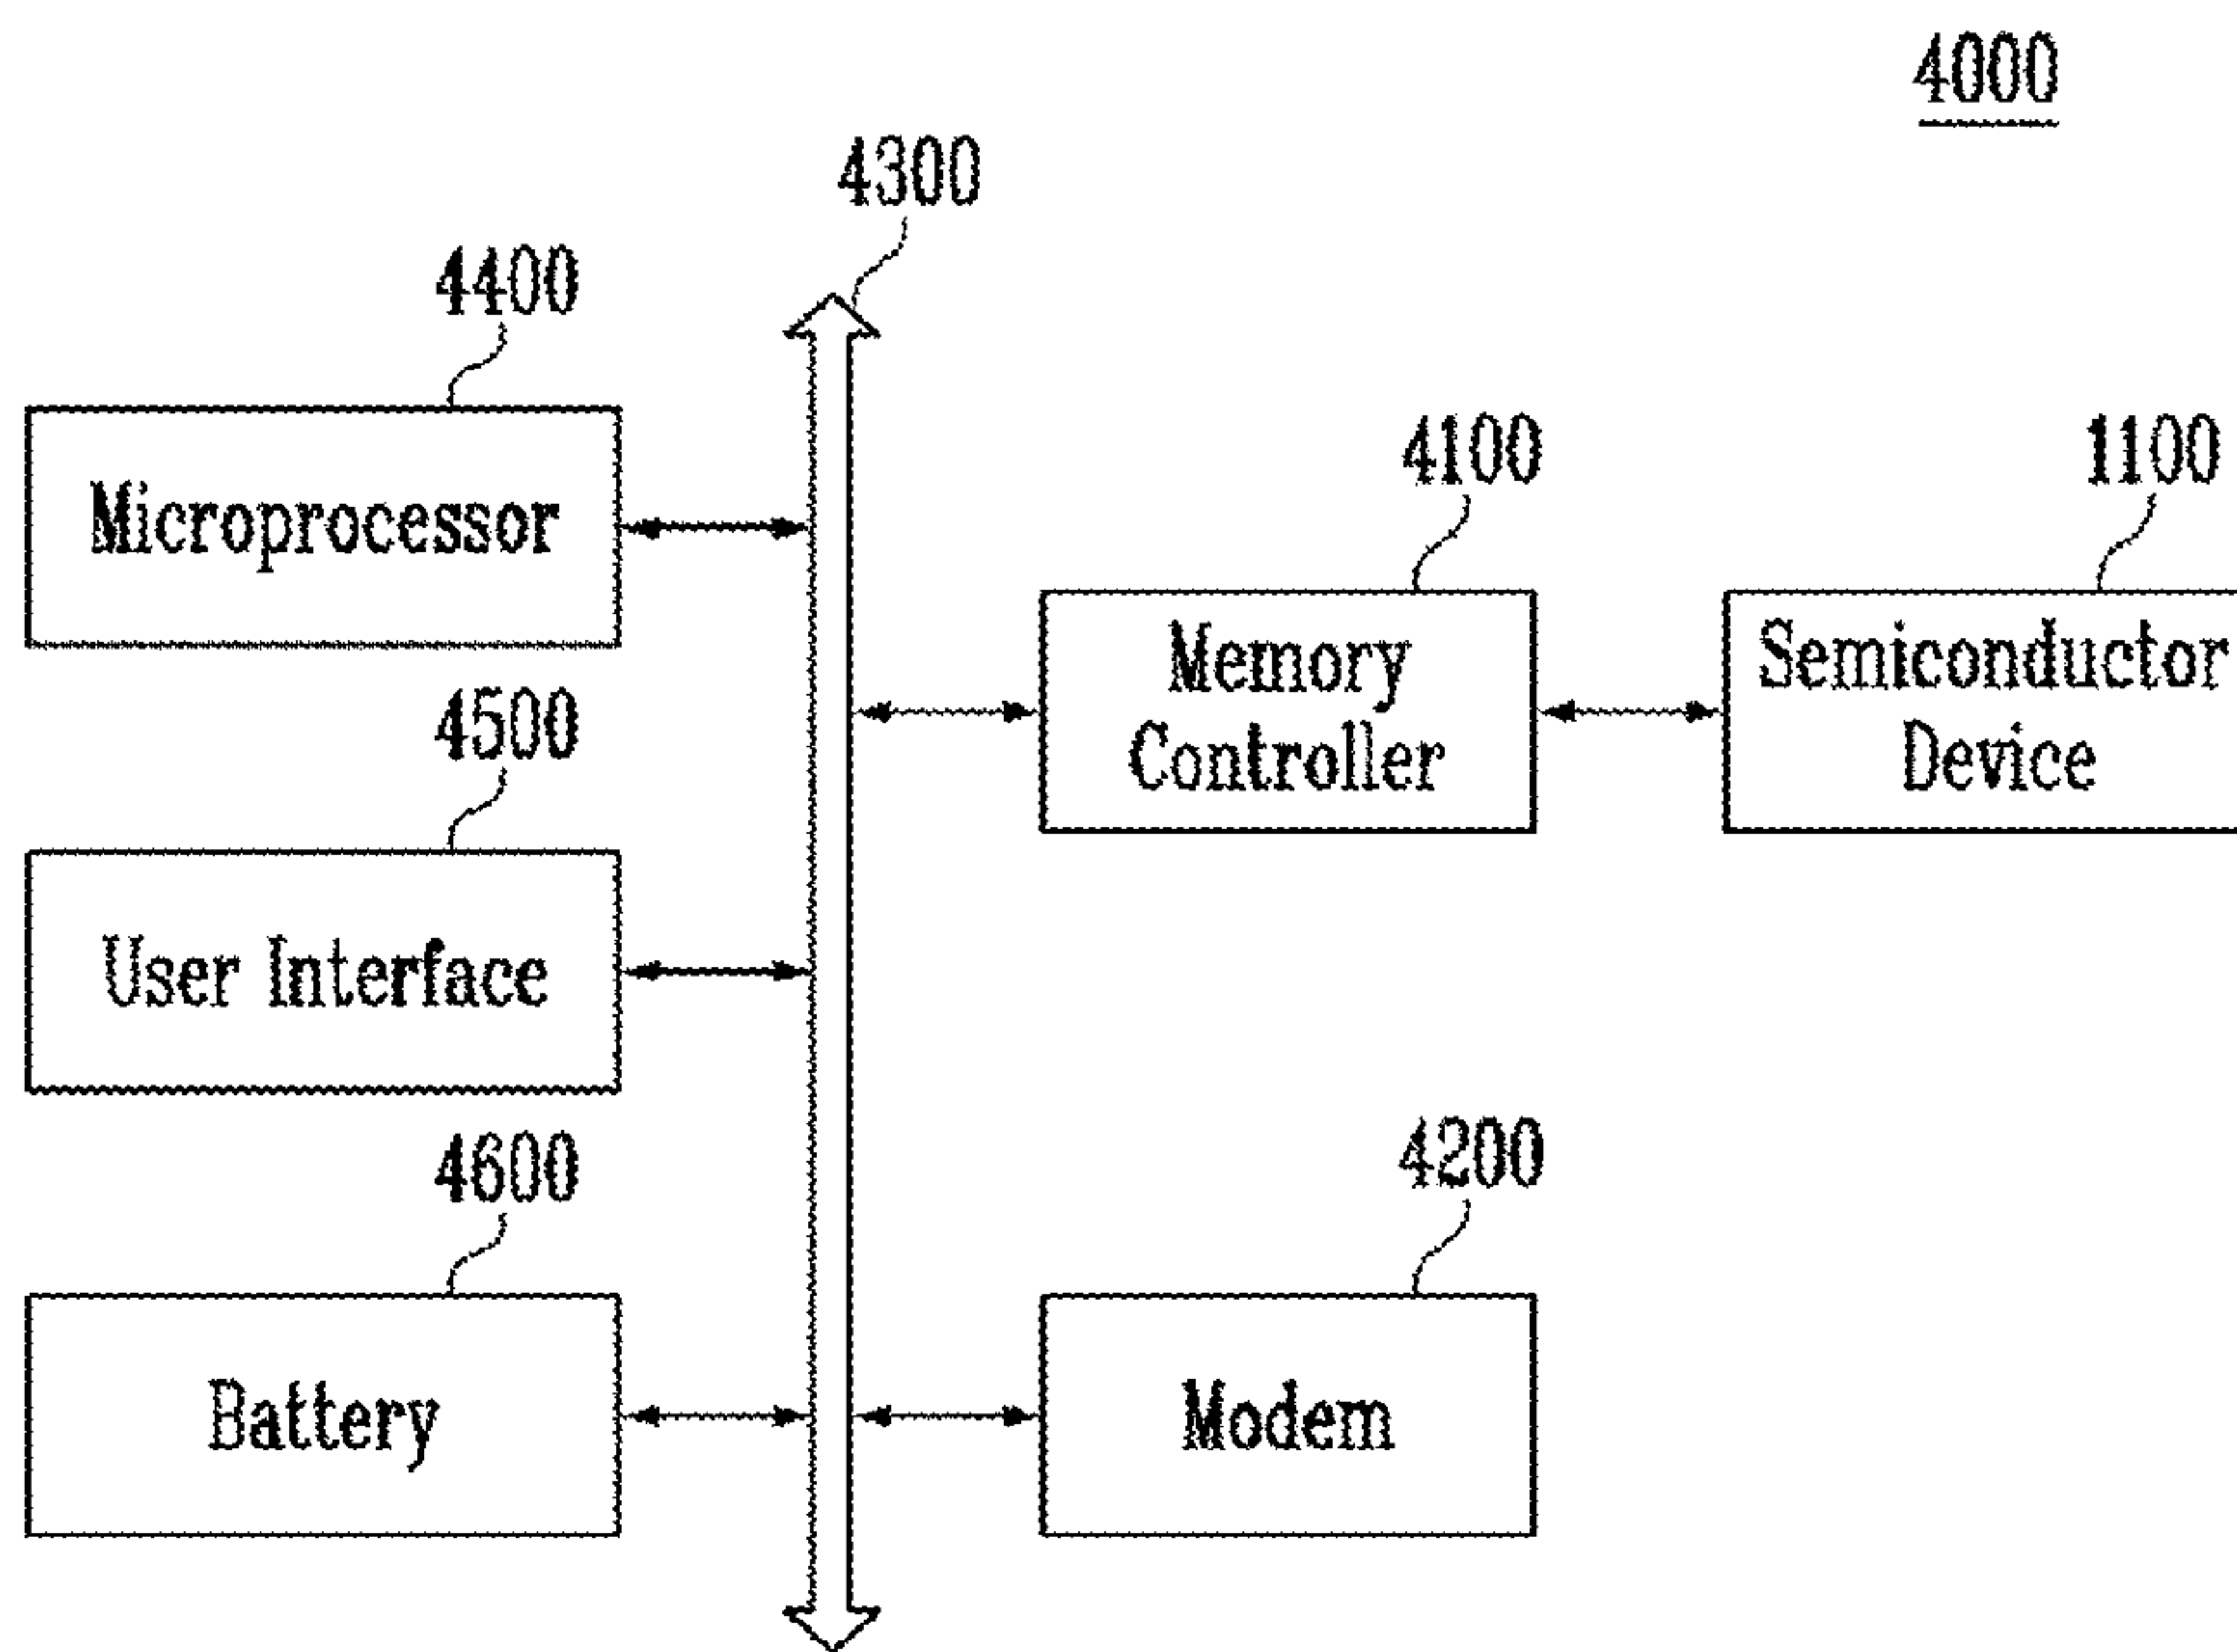 4000
4300
4400
Microprocessor
4100
1100
Memory
Controller
Semiconductor
Device
4500
User Interface
4600
Battery
4200
Modem